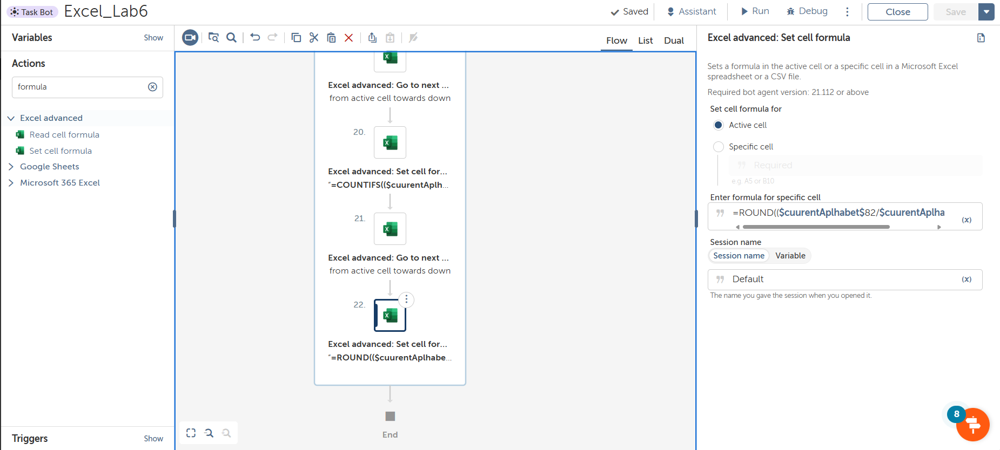 Task Bot Excel_Lab6 Saved Assistant Run Debug Close Save
Variables Show
Actions
formula
Excel advanced
Read cell formula
Set cell formula
Google Sheets
Microsoft 365 Excel
Triggers Show
Flow List Dual
Excel advanced: Go to next ...
from active cell towards down
20.
Excel advanced: Set cell for...
"=COUNTIFS(($cuurentAplh...
21.
Excel advanced: Go to next ...
from active cell towards down
22.
Excel advanced: Set cell for...
"=ROUND(($cuurentAplhabe...
End
Excel advanced: Set cell formula
Sets a formula in the active cell or a specific cell in a Microsoft Excel
spreadsheet or a CSV file.
Required bot agent version: 21.112 or above
Set cell formula for
Active cell
Specific cell
Required
e.g. A5 or B10
Enter formula for specific cell
=ROUND(($cuurentAplhabet$82/$cuurentAplha
(x)
Session name
Session name Variable
Default (x)
The name you gave the session when you opened it.
8